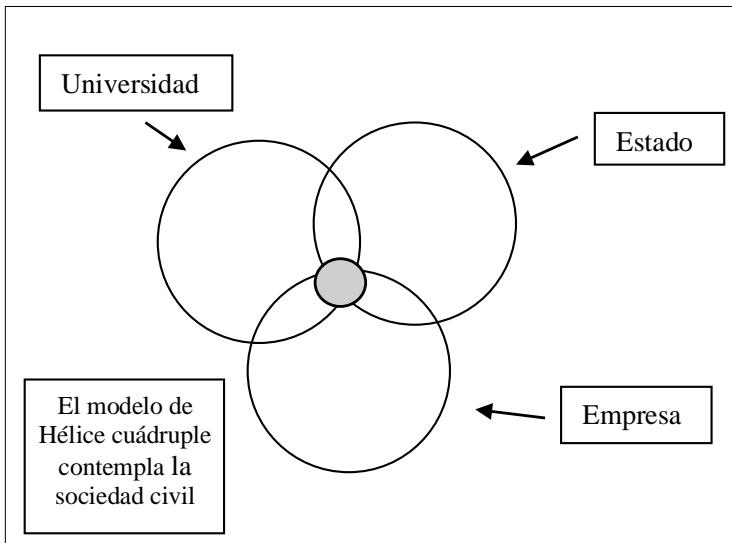 Universidad
Estado
Empresa
El modelo de
Hélice cuádruple
contempla la
sociedad civil